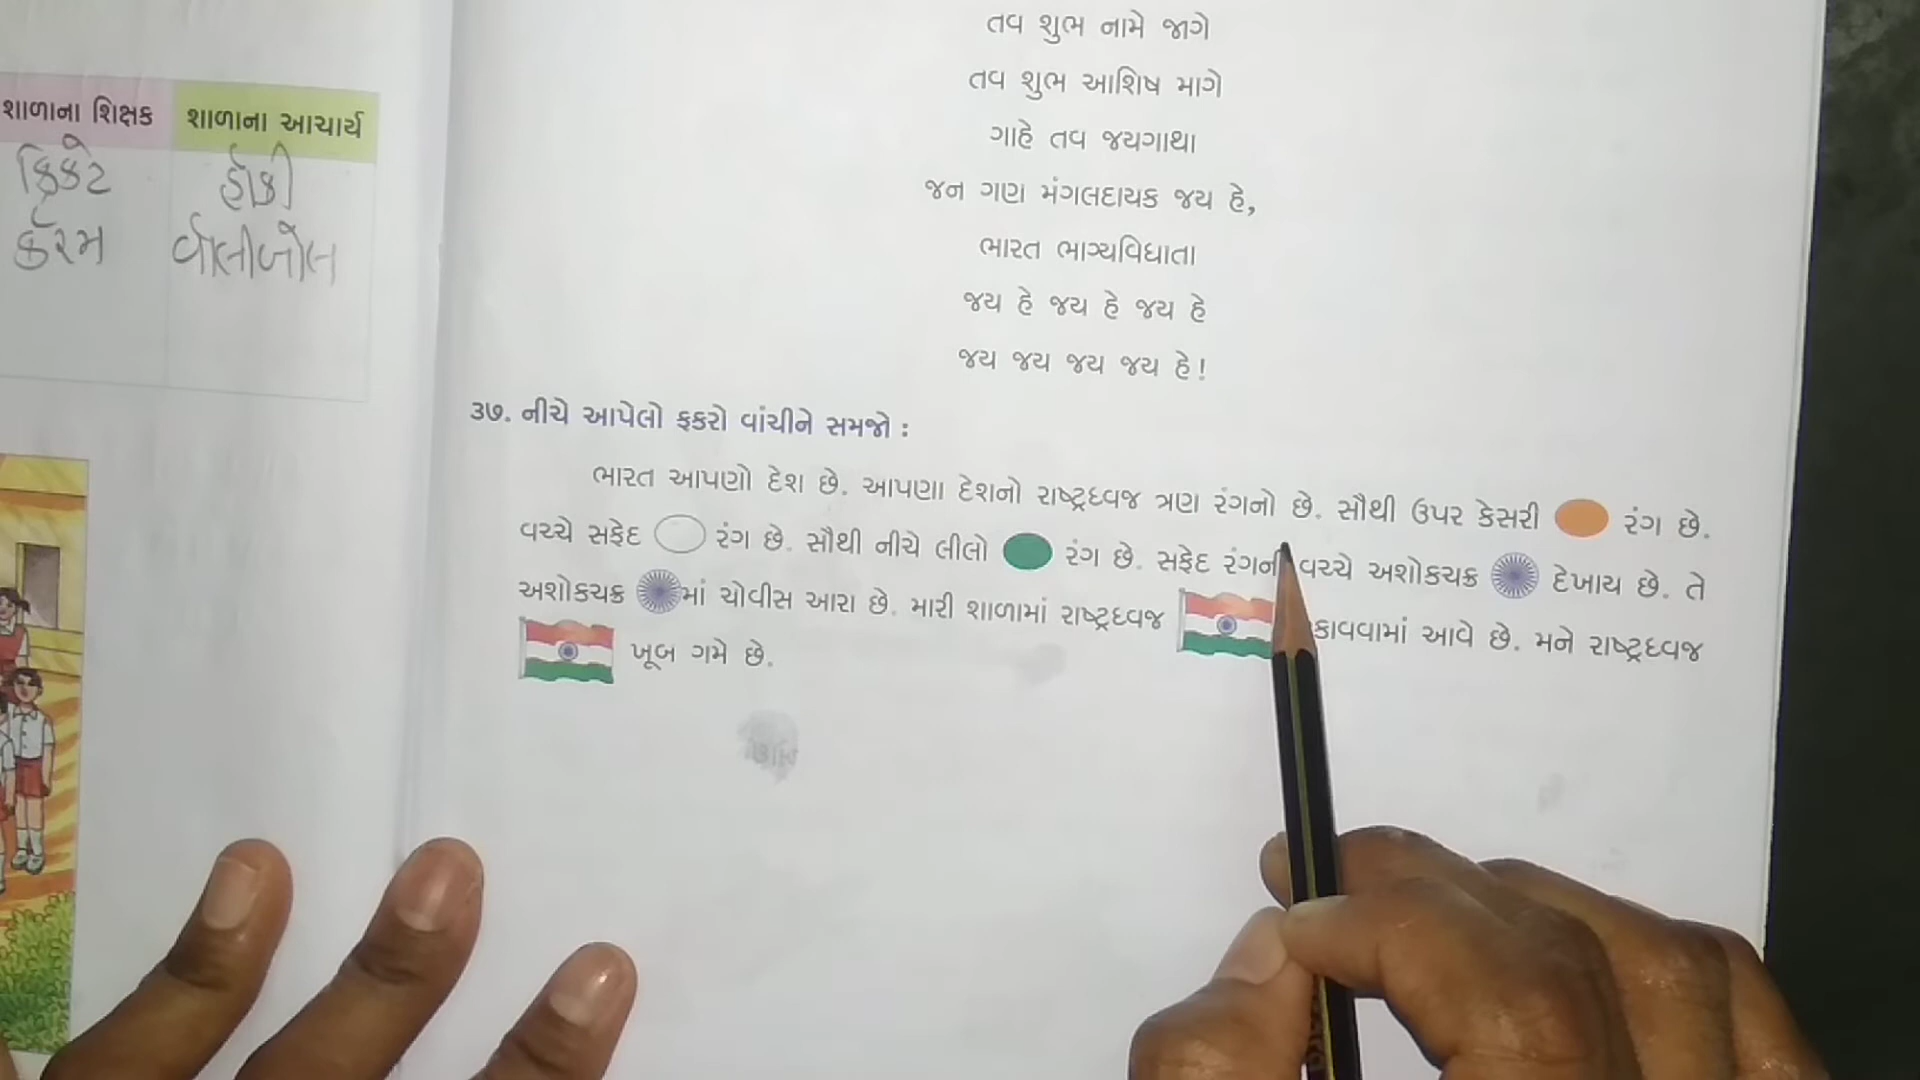 શાળાના શિક્ષક
શાળાના આચાર્ય
ક્રિકેટ
હોકી
કેરમ
વોલીબોલ
તવ શુભ નામે જાગે
તવ શુભ આશિષ માગે
ગાહે તવ જયગાથા
જન ગણ મંગલદાયક જય હે,
ભારત ભાગ્યવિધાતા
જય હે જય હે જય હે
જય જય જય જય હે!
૩૭. નીચે આપેલો ફકરો વાંચીને સમજો :
ભારત આપણો દેશ છે. આપણા દેશનો રાષ્ટ્રધ્વજ ત્રણ રંગનો છે. સૌથી ઉપર કેસરી રંગ છે.
વચ્ચે સફેદ રંગ છે. સૌથી નીચે લીલો રંગ છે. સફેદ રંગની વચ્ચે અશોકચક્ર દેખાય છે. તે
અશોકચક્ર માં ચોવીસ આરા છે. મારી શાળામાં રાષ્ટ્રધ્વજ કાવવામાં આવે છે. મને રાષ્ટ્રધ્વજ
ખૂબ ગમે છે.